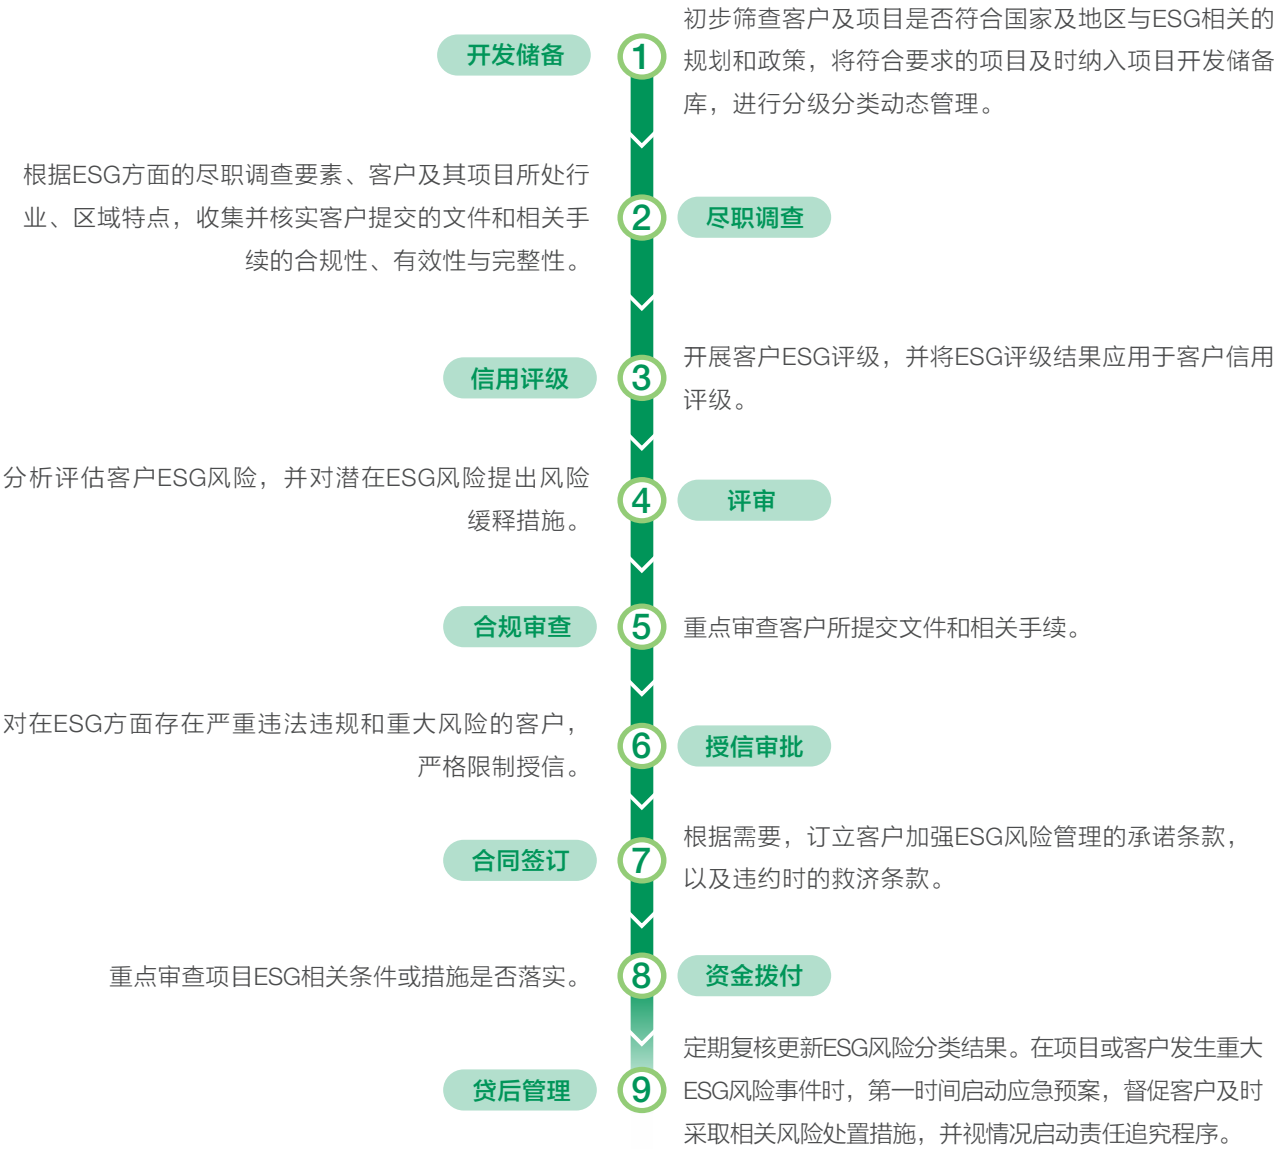 开发储备
1
初步筛查客户及项目是否符合国家及地区与ESG相关的
规划和政策，将符合要求的项目及时纳入项目开发储备
库，进行分级分类动态管理。
根据ESG方面的尽职调查要素、客户及其项目所处行
业、区域特点，收集并核实客户提交的文件和相关手
续的合规性、有效性与完整性。
2
尽职调查
信用评级
3
开展客户ESG评级，并将ESG评级结果应用于客户信用
评级。
分析评估客户ESG风险，并对潜在ESG风险提出风险
缓释措施。
4
评审
合规审查
5
重点审查客户所提交文件和相关手续。
对在ESG方面存在严重违法违规和重大风险的客户，
严格限制授信。
6
授信审批
合同签订
7
根据需要，订立客户加强ESG风险管理的承诺条款，
以及违约时的救济条款。
重点审查项目ESG相关条件或措施是否落实。
8
资金拨付
贷后管理
9
定期复核更新ESG风险分类结果。在项目或客户发生重大
ESG风险事件时，第一时间启动应急预案，督促客户及时
采取相关风险处置措施，并视情况启动责任追究程序。